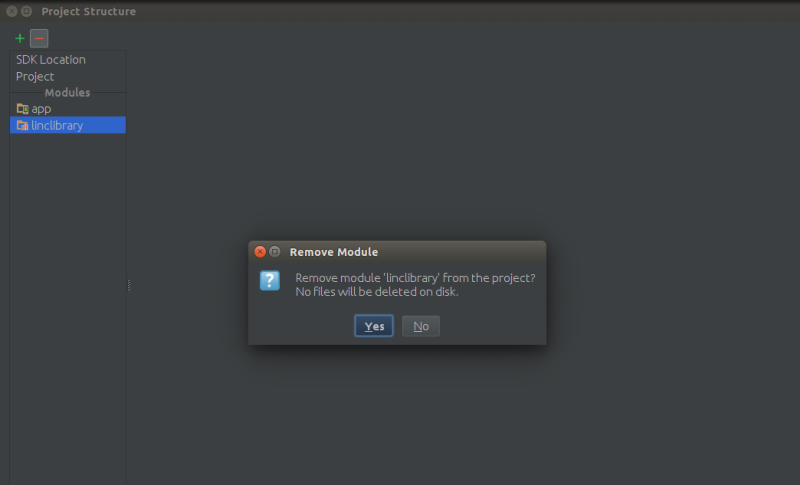 Project Structure
SDK Location
Project
Modules
app
linclibrary
Remove Module
Remove module 'linclibrary' from the project?
No files will be deleted on disk.
Yes
No